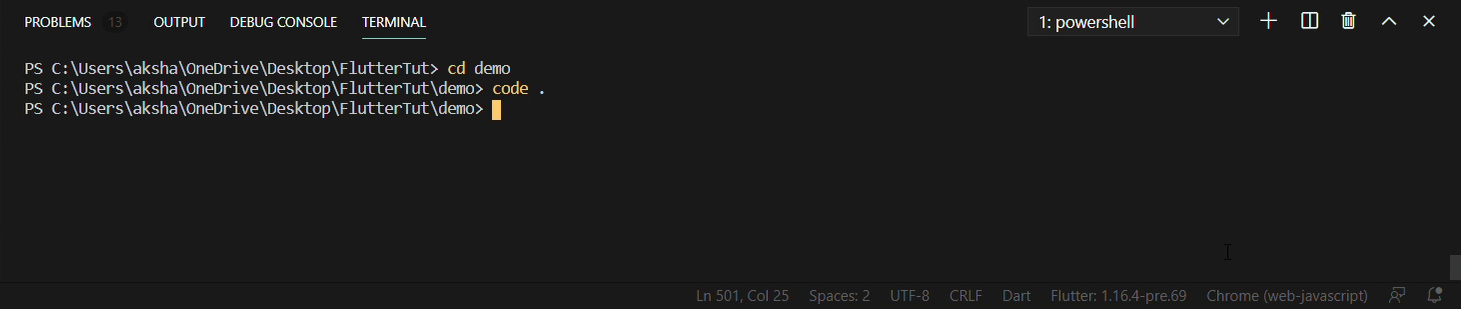 PROBLEMS 13 OUTPUT DEBUG CONSOLE TERMINAL 1: powershell
PS C:\Users\aksha\OneDrive\Desktop\FlutterTut> cd demo
PS C:\Users\aksha\OneDrive\Desktop\FlutterTut\demo> code .
PS C:\Users\aksha\OneDrive\Desktop\FlutterTut\demo>
Ln 501, Col 25 Spaces: 2 UTF-8 CRLF Dart Flutter: 1.16.4-pre.69 Chrome (web-javascript)